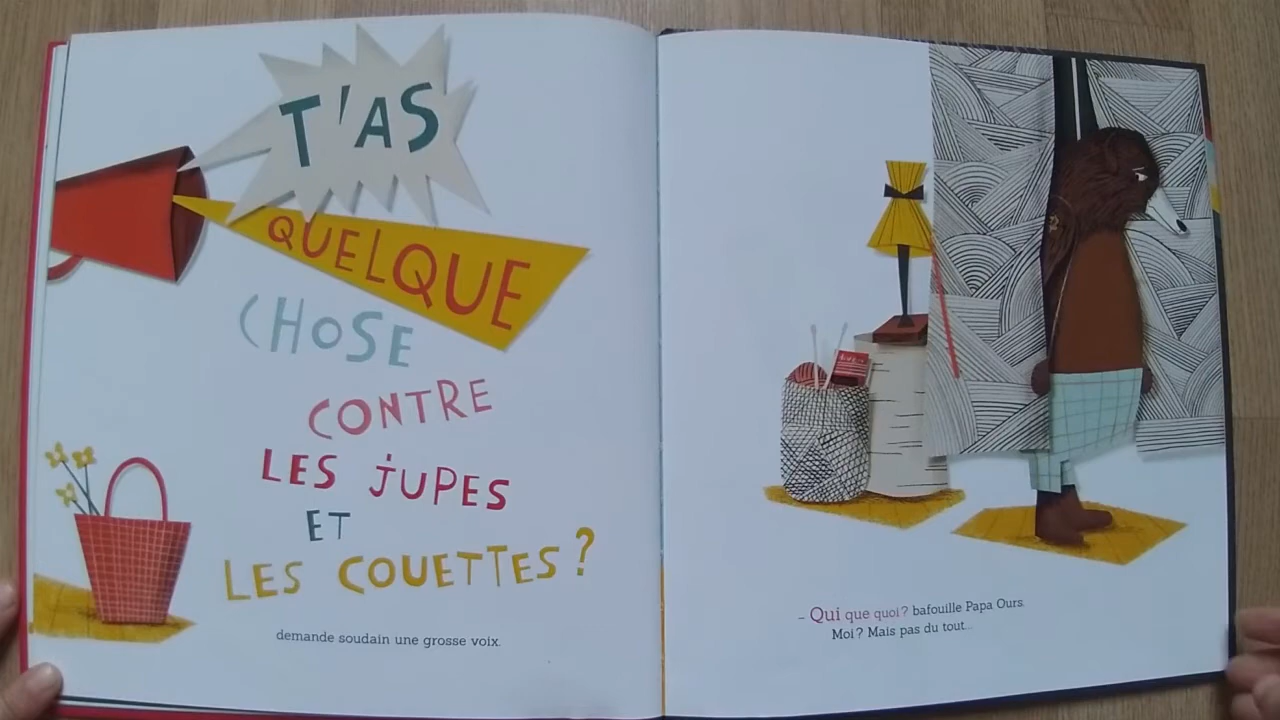 T'AS
QUELQUE
CHOSE
CONTRE
LES JUPES
ET
LES COUETTES ?
demande soudain une grosse voix.
– Qui que quoi ? bafouille Papa Ours.
Moi ? Mais pas du tout...